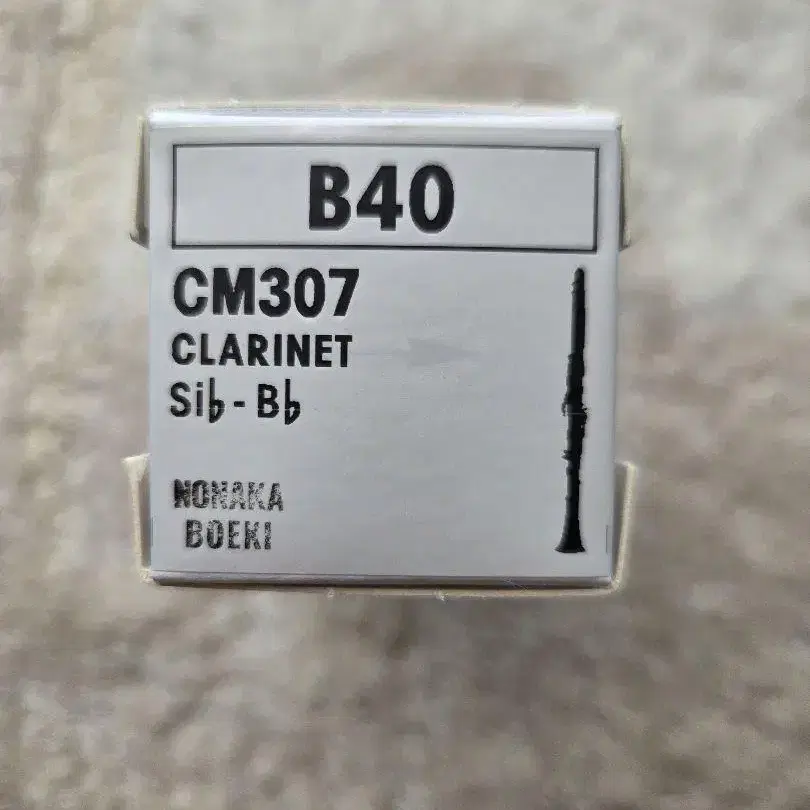 B40
CM307
CLARINET
Si♭-B♭
NONAKA
BOEKI